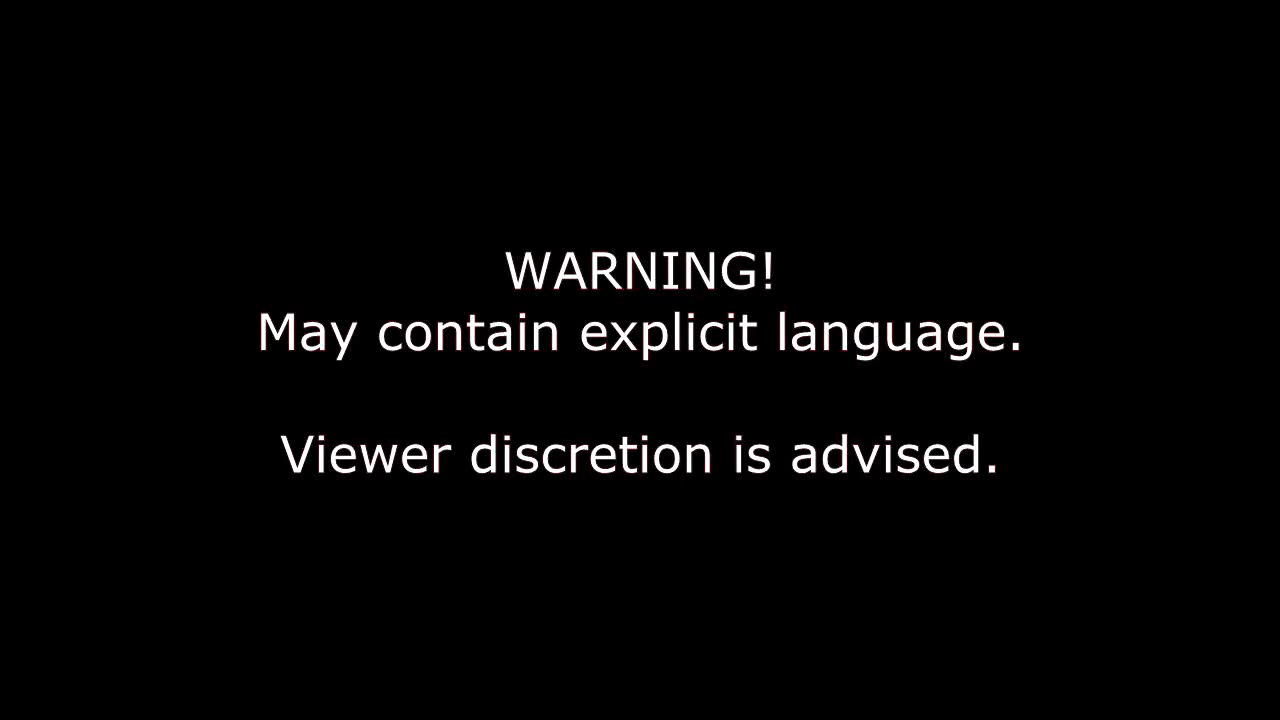 WARNING!
May contain explicit language.
Viewer discretion is advised.